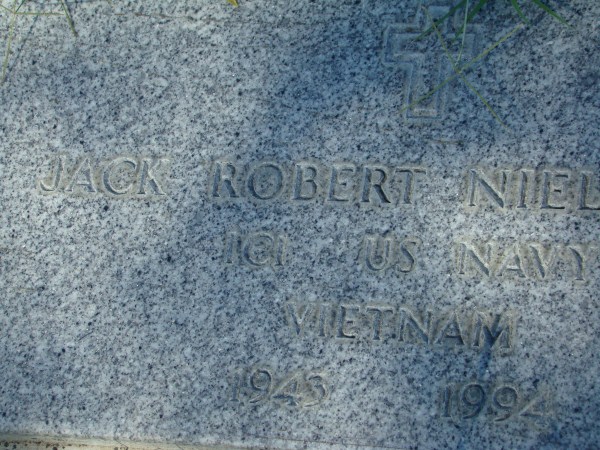 JACK ROBERT NIEL
IC1 US NAVY
VIETNAM
1943 1994